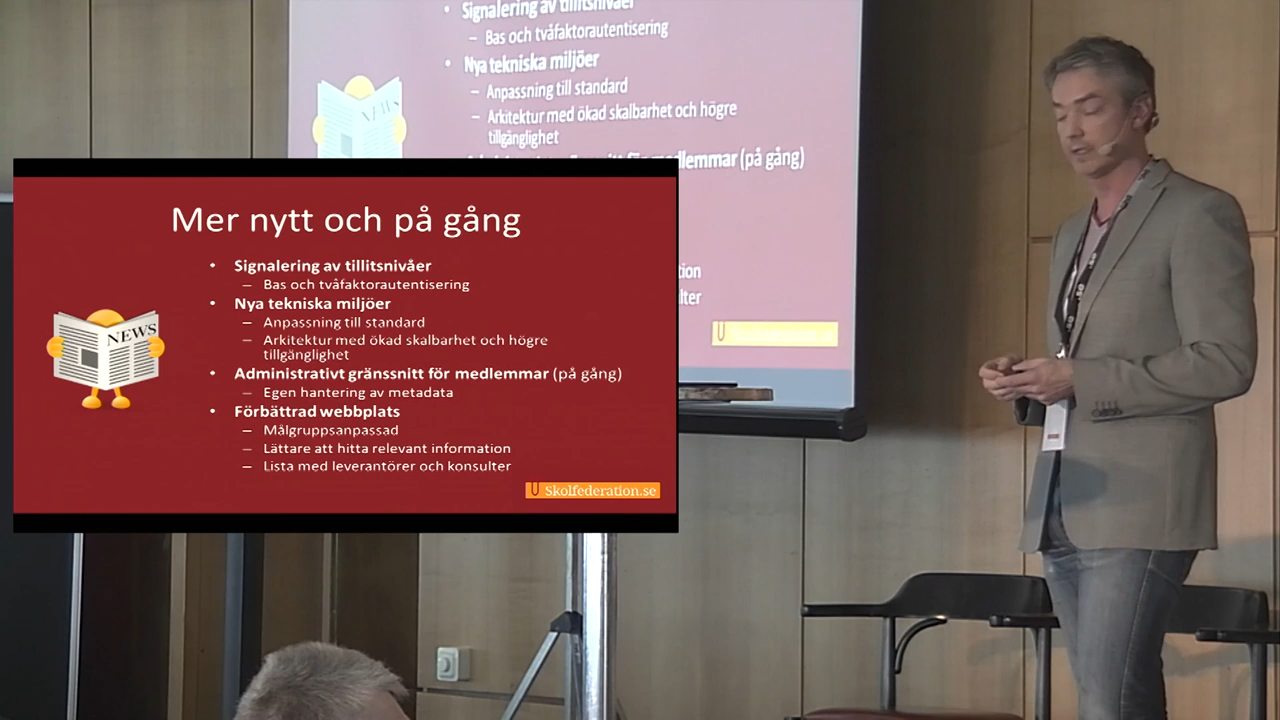 Signalering av tillitsnivåer
– Bas och tvåfaktorautentisering
• Nya tekniska miljöer
– Anpassning till standard
– Arkitektur med ökad skalbarhet och högre
tillgänglighet
medlemmar (på gång)
NEWS
Mer nytt och på gång
• Signalering av tillitsnivåer
– Bas och tvåfaktorautentisering
• Nya tekniska miljöer
– Anpassning till standard
– Arkitektur med ökad skalbarhet och högre
tillgänglighet
• Administrativt gränssnitt för medlemmar (på gång)
– Egen hantering av metadata
• Förbättrad webbplats
– Målgruppsanpassad
– Lättare att hitta relevant information
– Lista med leverantörer och konsulter
NEWS
Skolfederation.se